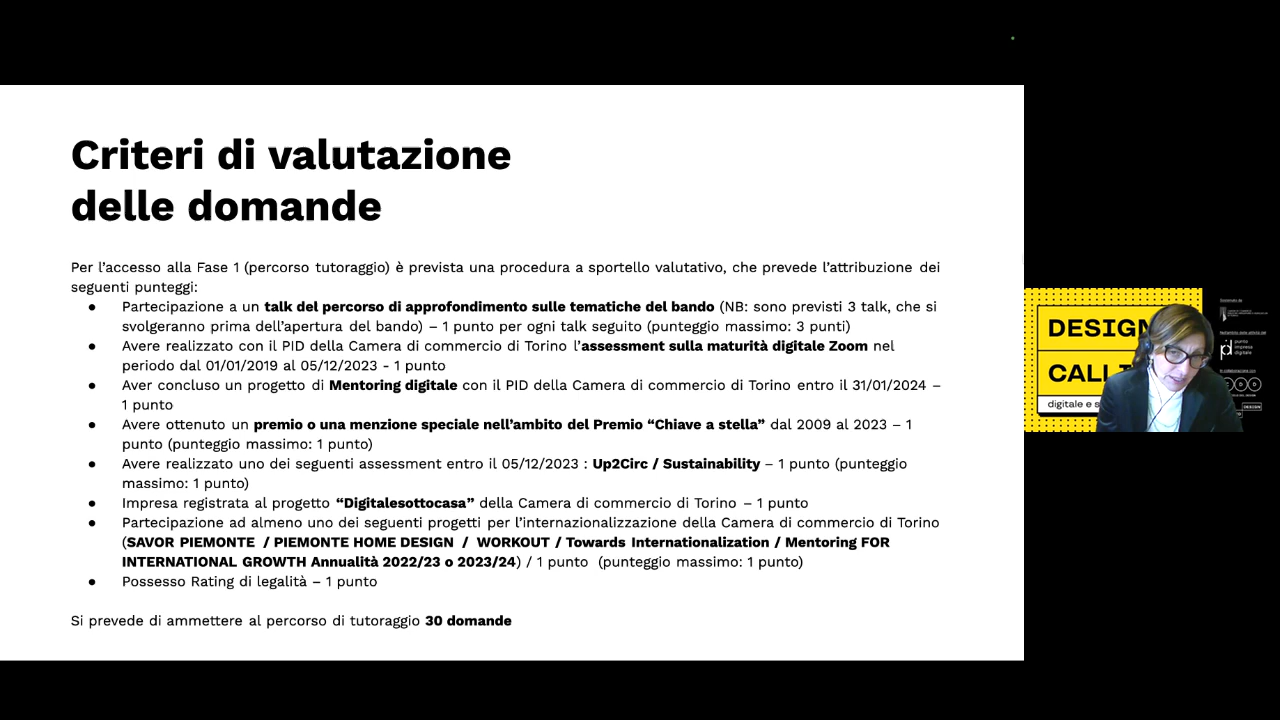 Criteri di valutazione
delle domande
Per l'accesso alla Fase 1 (percorso tutoraggio) è prevista una procedura a sportello valutativo, che prevede l'attribuzione dei
seguenti punteggi:
● Partecipazione a un talk del percorso di approfondimento sulle tematiche del bando (NB: sono previsti 3 talk, che si
svolgeranno prima dell'apertura del bando) – 1 punto per ogni talk seguito (punteggio massimo: 3 punti)
● Avere realizzato con il PID della Camera di commercio di Torino l'assessment sulla maturità digitale Zoom nel
periodo dal 01/01/2019 al 05/12/2023 - 1 punto
● Aver concluso un progetto di Mentoring digitale con il PID della Camera di commercio di Torino entro il 31/01/2024 –
1 punto
● Avere ottenuto un premio o una menzione speciale nell'ambito del Premio "Chiave a stella" dal 2009 al 2023 – 1
punto (punteggio massimo: 1 punto)
● Avere realizzato uno dei seguenti assessment entro il 05/12/2023 : Up2Circ / Sustainability – 1 punto (punteggio
massimo: 1 punto)
● Impresa registrata al progetto "Digitalesottocasa" della Camera di commercio di Torino – 1 punto
● Partecipazione ad almeno uno dei seguenti progetti per l'internazionalizzazione della Camera di commercio di Torino
(SAVOR PIEMONTE / PIEMONTE HOME DESIGN / WORKOUT / Towards Internationalization / Mentoring FOR
INTERNATIONAL GROWTH Annualità 2022/23 o 2023/24) / 1 punto (punteggio massimo: 1 punto)
● Possesso Rating di legalità – 1 punto
Si prevede di ammettere al percorso di tutoraggio 30 domande
DESIGN
CALL
digitale e s
punto
impresa
digitale
DESIGN